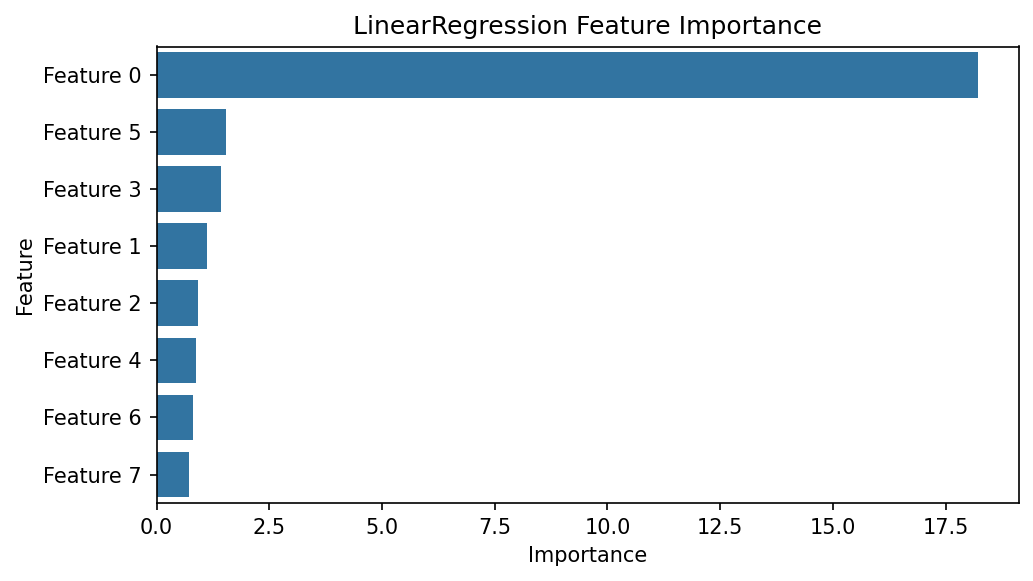 LinearRegression Feature Importance
Feature 0
Feature 5
Feature 3
Feature 1
Feature 2
Feature 4
Feature 6
Feature 7
Feature
0.0 2.5 5.0 7.5 10.0 12.5 15.0 17.5
Importance